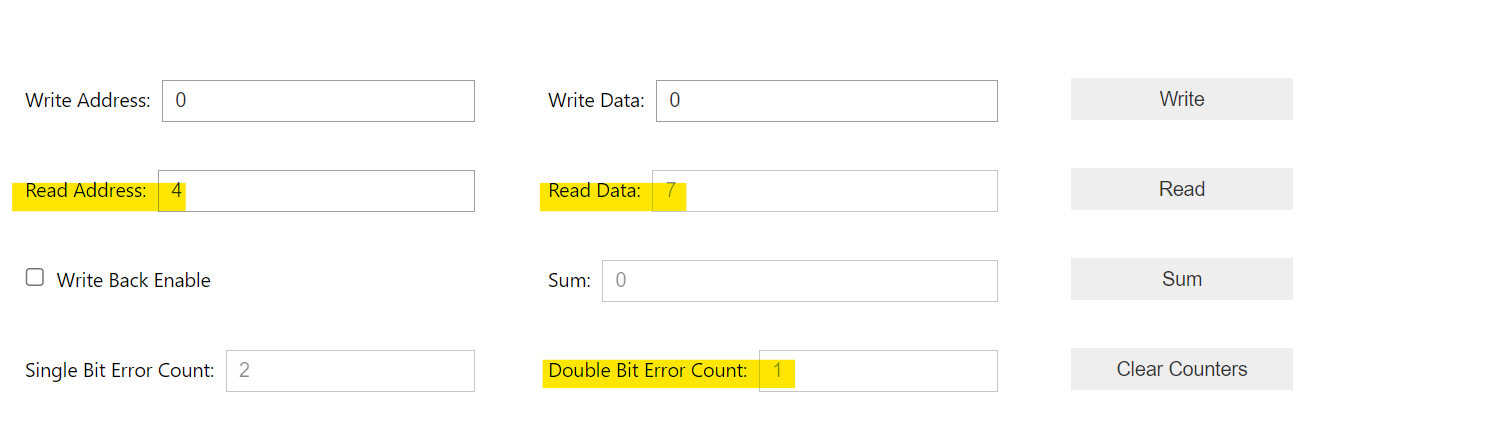 Write Address: 0 Write Data: 0 Write
Read Address: 4 Read Data: 7 Read
Write Back Enable Sum: 0 Sum
Single Bit Error Count: 2 Double Bit Error Count: 1 Clear Counters